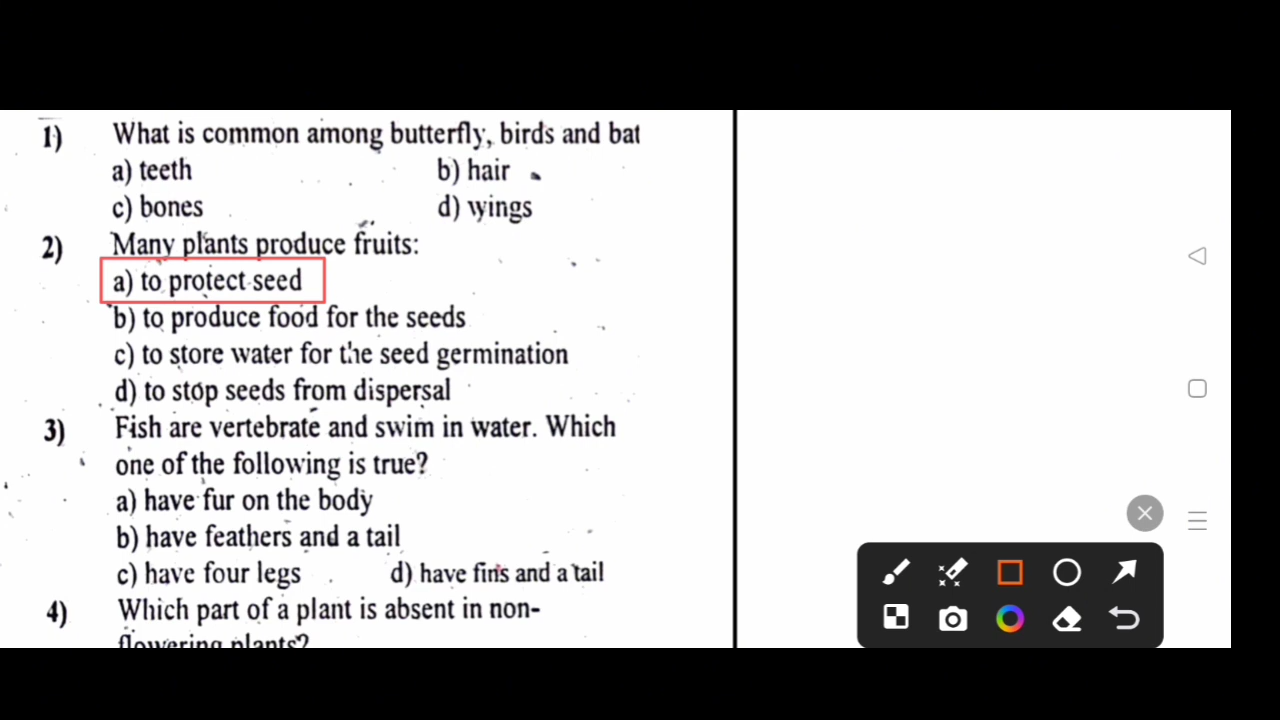 1) What is common among butterfly, birds and bat
a) teeth b) hair
c) bones d) wings
2) Many plants produce fruits:
a) to protect seed
b) to produce food for the seeds
c) to store water for the seed germination
d) to stop seeds from dispersal
3) Fish are vertebrate and swim in water. Which
one of the following is true?
a) have fur on the body
b) have feathers and a tail
c) have four legs d) have fins and a tail
4) Which part of a plant is absent in non-
flowering plants?